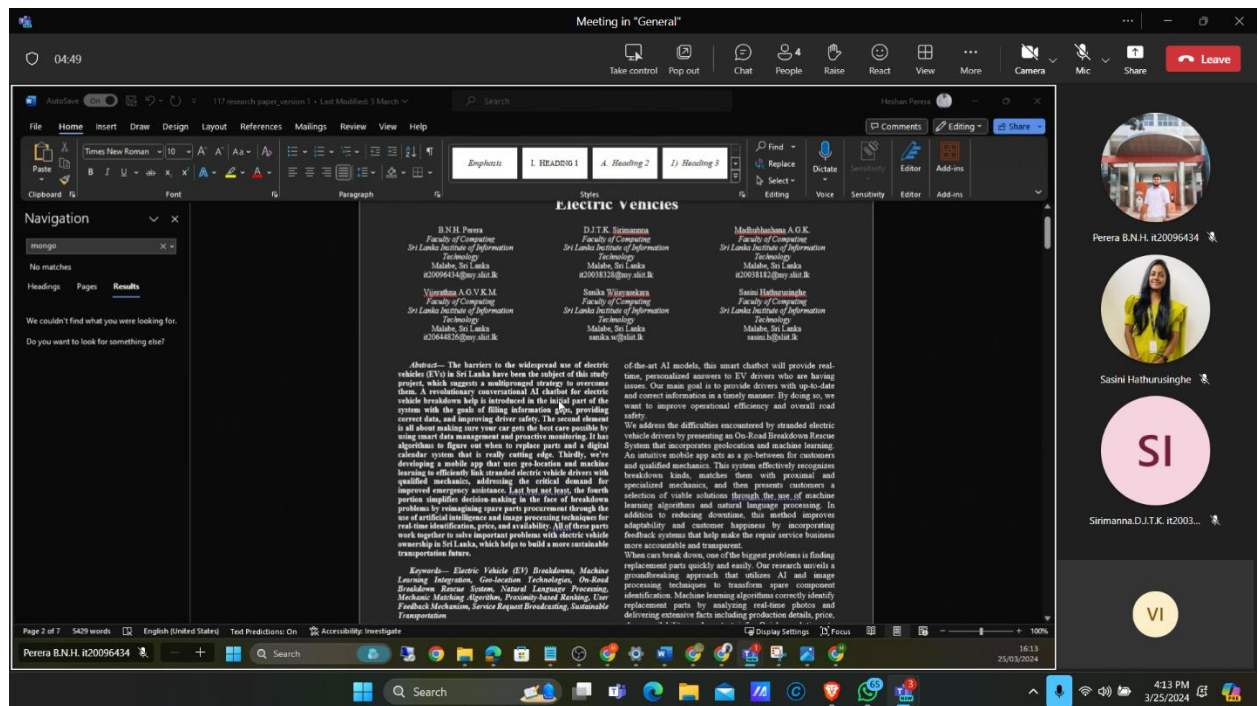 Meeting in "General"
04:49
Take control
Pop out
Chat
4
People
Raise
React
View
More
Camera
Mic
Share
Leave
AutoSave On
117 research paper_version 1 • Last Modified: 5 March
Search
Heshan Perera
File Home Insert Draw Design Layout References Mailings Review View Help
Comments Editing Share
Paste
Times New Roman 10
Emphasis
I. HEADING 1
A. Heading 2
1) Heading 3
Find
Replace
Select
Dictate
Sensitivity
Editor
Add-ins
Clipboard
Font
Paragraph
Styles
Editing
Voice
Sensitivity
Editor
Add-ins
Navigation
mongo
No matches
Headings Pages Results
We couldn't find what you were looking for.
Do you want to look for something else?
Electric Vehicles
B.N.H. Perera
Faculty of Computing
Sri Lanka Institute of Information
Technology
Malabe, Sri Lanka
it20096434@my.sliit.lk
D.J.T.K. Sirimanna
Faculty of Computing
Sri Lanka Institute of Information
Technology
Malabe, Sri Lanka
it20038328@my.sliit.lk
Madhubhashana A.G.K.
Faculty of Computing
Sri Lanka Institute of Information
Technology
Malabe, Sri Lanka
it20038182@my.sliit.lk
Vijerathna A.G.V.K.M.
Faculty of Computing
Sri Lanka Institute of Information
Technology
Malabe, Sri Lanka
it20644826@my.sliit.lk
Sanika Wijayasekara
Faculty of Computing
Sri Lanka Institute of Information
Technology
Malabe, Sri Lanka
sanika.w@sliit.lk
Sasini Hathurusinghe
Faculty of Computing
Sri Lanka Institute of Information
Technology
Malabe, Sri Lanka
sasini.h@sliit.lk
Abstract— The barriers to the widespread use of electric
vehicles (EVs) in Sri Lanka have been the subject of this study
project, which suggests a multipronged strategy to overcome
them. A revolutionary conversational AI chatbot for electric
vehicle breakdown help is introduced in the initial part of the
system with the goals of filling information gaps, providing
correct data, and improving driver safety. The second element
is all about making sure your car gets the best care possible by
using smart data management and proactive monitoring. It has
algorithms to figure out when to replace parts and a digital
calendar system that is really cutting edge. Thirdly, we're
developing a mobile app that uses geo-location and machine
learning to efficiently link stranded electric vehicle drivers with
qualified mechanics, addressing the critical demand for
improved emergency assistance. Last but not least, the fourth
portion simplifies decision-making in the face of breakdown
problems by reimagining spare parts procurement through the
use of artificial intelligence and image processing techniques for
real-time identification, price, and availability. All of these parts
work together to solve important problems with electric vehicle
ownership in Sri Lanka, which helps to build a more sustainable
transportation future.
Keywords— Electric Vehicle (EV) Breakdowns, Machine
Learning Integration, Geo-location Technologies, On-Road
Breakdown Rescue System, Natural Language Processing,
Mechanic Matching Algorithm, Proximity-based Ranking, User
Feedback Mechanism, Service Request Broadcasting, Sustainable
Transportation
of-the-art AI models, this smart chatbot will provide real-
time, personalized answers to EV drivers who are having
issues. Our main goal is to provide drivers with up-to-date
and correct information in a timely manner. By doing so, we
want to improve operational efficiency and overall road
safety.
We address the difficulties encountered by stranded electric
vehicle drivers by presenting an On-Road Breakdown Rescue
System that incorporates geolocation and machine learning.
An intuitive mobile app acts as a go-between for customers
and qualified mechanics. This system effectively recognizes
breakdown kinds, matches them with proximal and
specialized mechanics, and then presents customers a
selection of viable solutions through the use of machine
learning algorithms and natural language processing. In
addition to reducing downtime, this method improves
adaptability and customer happiness by incorporating
feedback systems that help make the repair service business
more accountable and transparent.
When cars break down, one of the biggest problems is finding
replacement parts quickly and easily. Our research unveils a
groundbreaking approach that utilizes AI and image
processing techniques to transform spare component
identification. Machine learning algorithms correctly identify
replacement parts by analyzing real-time photos and
delivering extensive facts including production details, price,
Page 2 of 7 5429 words English (United States) Text Predictions: On Accessibility: Investigate
Display Settings Focus 100%
Perera B.N.H. it20096434
Search
16:13
25/03/2024
Perera B.N.H. it20096434
Sasini Hathurusinghe
SI
Sirimanna.D.J.T.K. it2003...
VI
Search
65
3
4:13 PM
3/25/2024